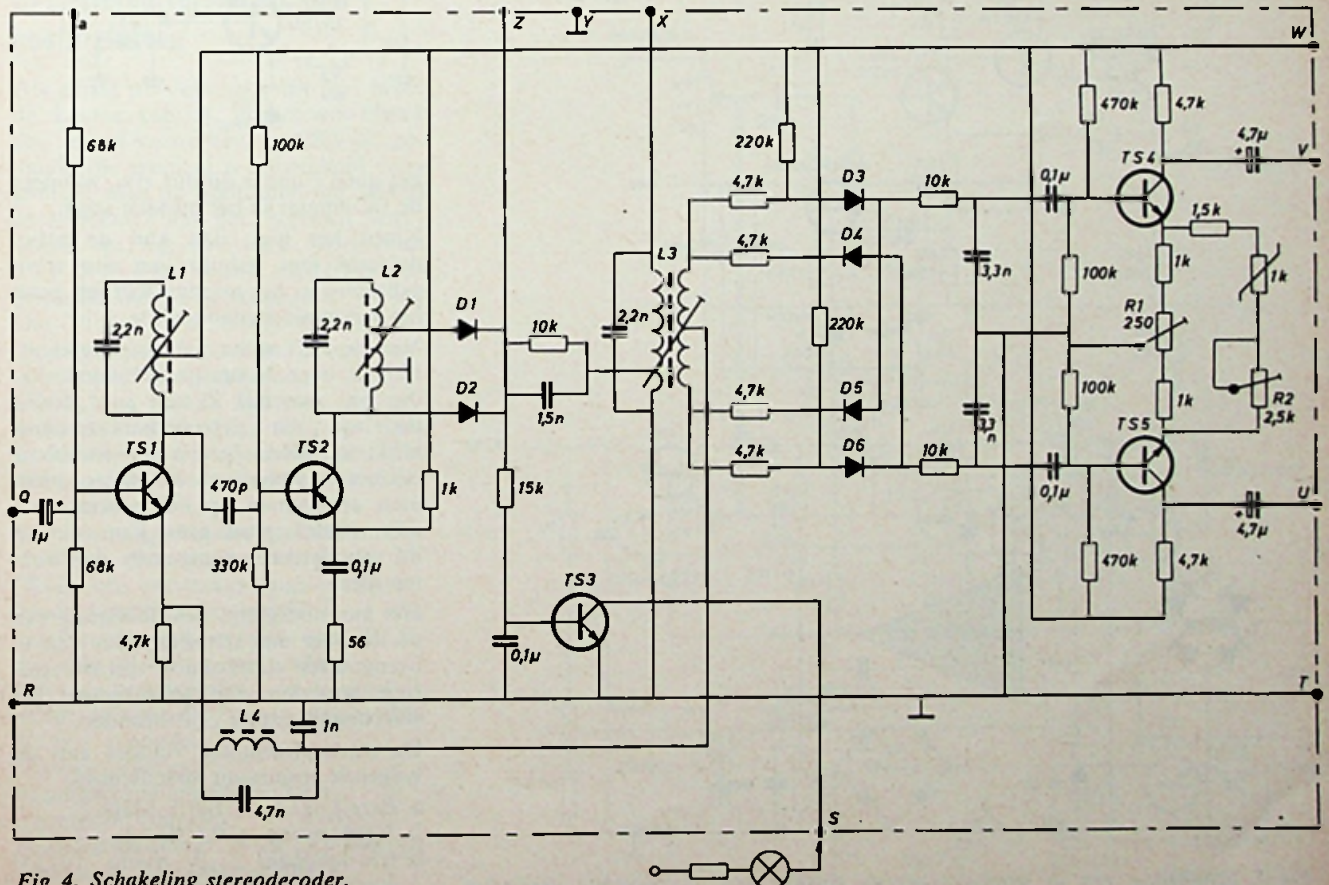 a
Z
Y
X
W
68k
100k
220k
470k
4,7k
4,7µ
V
TS4
0,1µ
D3
4,7k
10k
1,5k
L1
L2
L3
D4
4,7k
3,3n
100k
1k
1k
D1
10k
2,2n
2,2n
2,2n
220k
R1
250
D2
1,5n
D5
4,7k
100k
1k
R2
2,5k
3,3
n
TS5
TS1
TS2
D6
4,7k
10k
0,1µ
470p
1k
15k
Q
1µ
U
4,7µ
68k
330k
0,1µ
TS3
470k
4,7k
4,7k
56
0,1µ
R
T
L4
1n
4,7n
S
Fig. 4. Schakeling stereodecoder.